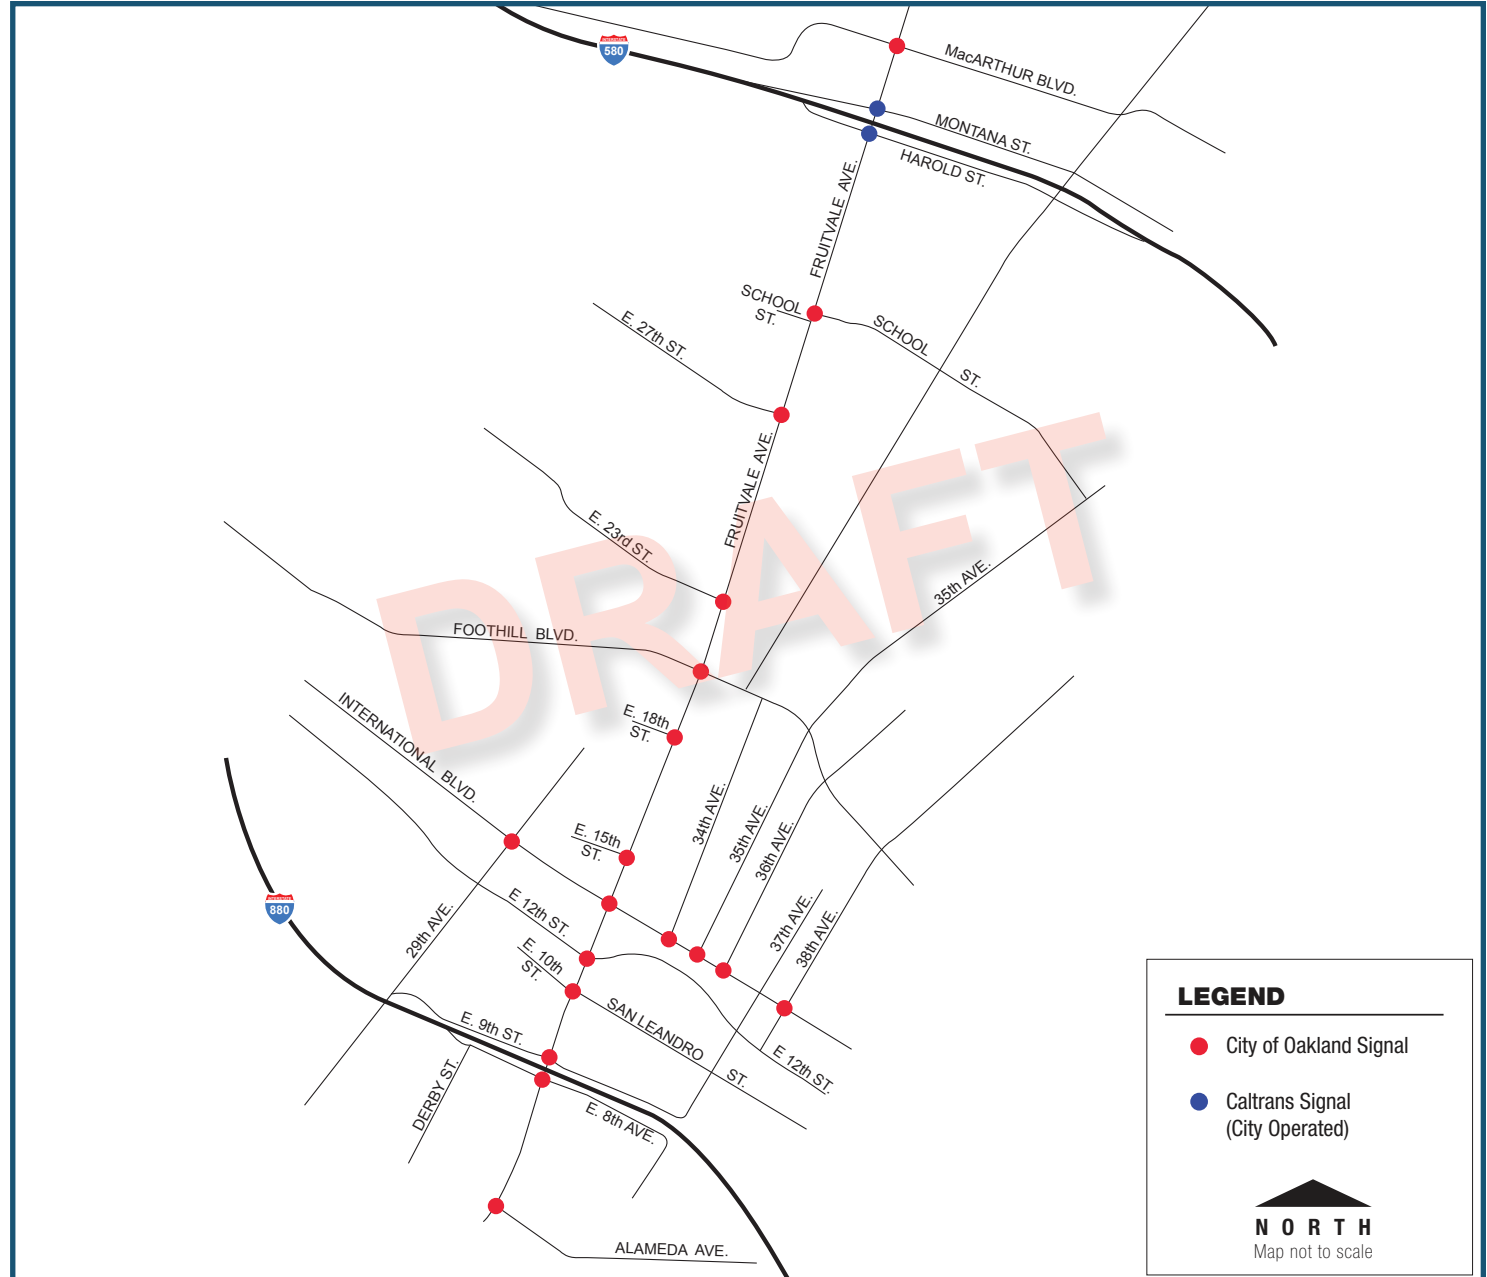 INTERSTATE
580
MacARTHUR BLVD.
MONTANA ST.
HAROLD ST.
FRUITVALE AVE.
SCHOOL
ST.
SCHOOL ST.
E. 27th ST.
FRUITVALE AVE.
E. 23rd ST.
DRAFT
35th AVE.
FOOTHILL BLVD.
INTERNATIONAL BLVD.
E. 18th
ST.
34th AVE.
35th AVE.
36th AVE.
E. 15th
ST.
INTERSTATE
880
29th AVE.
E 12th ST.
37th AVE.
38th AVE.
E. 10th
ST.
SAN LEANDRO ST.
E. 9th ST.
E 12th ST.
DERBY ST.
E. 8th AVE.
ALAMEDA AVE.
LEGEND
City of Oakland Signal
Caltrans Signal
(City Operated)
NORTH
Map not to scale